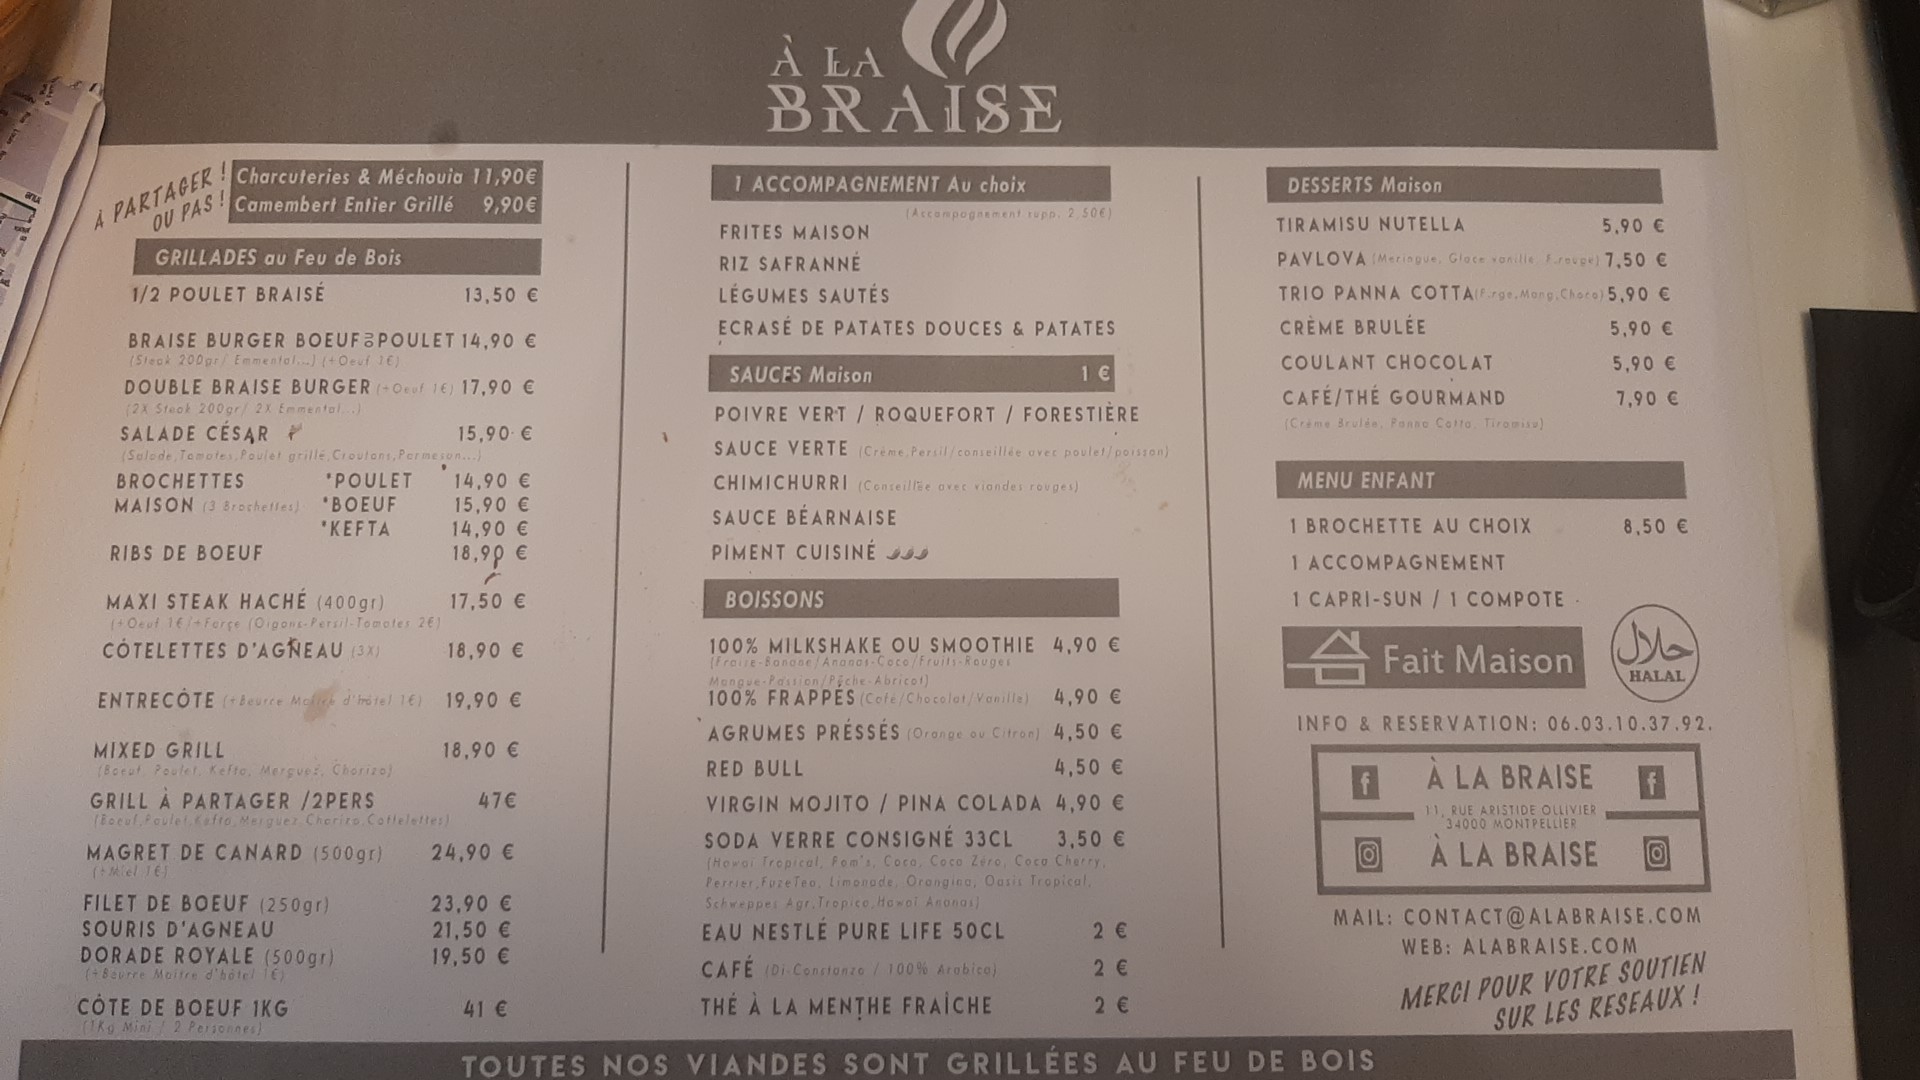 À LA
BRAISE
À PARTAGER !
OU PAS !
Charcuteries & Méchouia 11,90€
Camembert Entier Grillé 9,90€
GRILLADES au Feu de Bois
1/2 POULET BRAISÉ 13,50 €
BRAISE BURGER BOEUF OU POULET 14,90 €
(Steak 200gr/ Emmental...) (+Oeuf 1€)
DOUBLE BRAISE BURGER (+Oeuf 1€) 17,90 €
(2X Steak 200gr/ 2X Emmental...)
SALADE CÉSAR 15,90 €
(Salade,Tomates,Poulet grillé,Croutons,Parmesan...)
BROCHETTES *POULET 14,90 €
MAISON (3 Brochettes) *BOEUF 15,90 €
*KEFTA 14,90 €
RIBS DE BOEUF 18,90 €
MAXI STEAK HACHÉ (400gr) 17,50 €
(+Oeuf 1€/+Farçe (Oigons-Persil-Tomates 2€)
CÔTELETTES D'AGNEAU (3X) 18,90 €
ENTRECÔTE (+Beurre Maitre d'hôtel 1€) 19,90 €
MIXED GRILL 18,90 €
(Boeuf, Poulet, Kefta, Merguez, Chorizo)
GRILL À PARTAGER /2PERS 47€
(Boeuf,Poulet,Kefta,Merguez,Chorizo,Cottelettes)
MAGRET DE CANARD (500gr) 24,90 €
(+Miel 1€)
FILET DE BOEUF (250gr) 23,90 €
SOURIS D'AGNEAU 21,50 €
DORADE ROYALE (500gr) 19,50 €
(+Beurre Maitre d'hôtel 1€)
CÔTE DE BOEUF 1KG 41 €
(1Kg Mini / 2 Personnes)
1 ACCOMPAGNEMENT Au choix
(Accompagnement supp. 2,50€)
FRITES MAISON
RIZ SAFRANNÉ
LÉGUMES SAUTÉS
ECRASÉ DE PATATES DOUCES & PATATES
SAUCES Maison 1 €
POIVRE VERT / ROQUEFORT / FORESTIÈRE
SAUCE VERTE (Crème,Persil/conseillée avec poulet/poisson)
CHIMICHURRI (Conseillée avec viandes rouges)
SAUCE BÉARNAISE
PIMENT CUISINÉ
BOISSONS
100% MILKSHAKE OU SMOOTHIE 4,90 €
(Fraise-Banane/Ananas-Coco/Fruits-Rouges
Mangue-Passion/Pêche-Abricot)
100% FRAPPÉS (Café/Chocolat/Vanille) 4,90 €
AGRUMES PRÉSSÉS (Orange ou Citron) 4,50 €
RED BULL 4,50 €
VIRGIN MOJITO / PINA COLADA 4,90 €
SODA VERRE CONSIGNÉ 33CL 3,50 €
(Hawai Tropical, Pom's, Coca, Coca Zéro, Coca Cherry,
Perrier,FuzeTea, Limonade, Orangina, Oasis Tropical,
Schweppes Agr,Tropico,Hawaï Ananas)
EAU NESTLÉ PURE LIFE 50CL 2 €
CAFÉ (Di-Constanzo / 100% Arabica) 2 €
THÉ À LA MENTHE FRAÎCHE 2 €
DESSERTS Maison
TIRAMISU NUTELLA 5,90 €
PAVLOVA (Meringue, Glace vanille, F.rouge) 7,50 €
TRIO PANNA COTTA (F.rge,Mang,Choco) 5,90 €
CRÈME BRULÉE 5,90 €
COULANT CHOCOLAT 5,90 €
CAFÉ/THÉ GOURMAND 7,90 €
(Crème Brulée, Panna Cotta, Tiramisu)
MENU ENFANT
1 BROCHETTE AU CHOIX 8,50 €
1 ACCOMPAGNEMENT
1 CAPRI-SUN / 1 COMPOTE
Fait Maison
حلال
HALAL
INFO & RESERVATION: 06.03.10.37.92.
À LA BRAISE
11, RUE ARISTIDE OLLIVIER
34000 MONTPELLIER
À LA BRAISE
MAIL: CONTACT@ALABRAISE.COM
WEB: ALABRAISE.COM
MERCI POUR VOTRE SOUTIEN
SUR LES RESEAUX !
TOUTES NOS VIANDES SONT GRILLÉES AU FEU DE BOIS